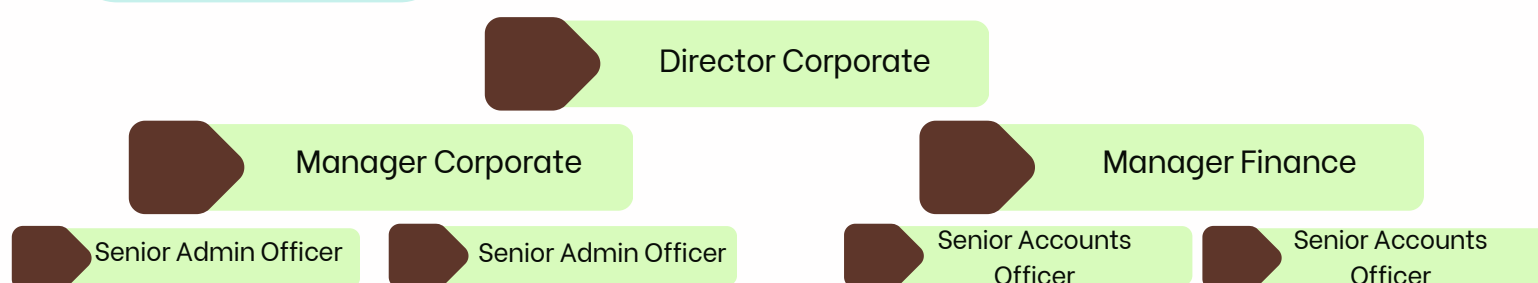 Director Corporate
Manager Corporate
Manager Finance
Senior Admin Officer
Senior Admin Officer
Senior Accounts
Officer
Senior Accounts
Officer